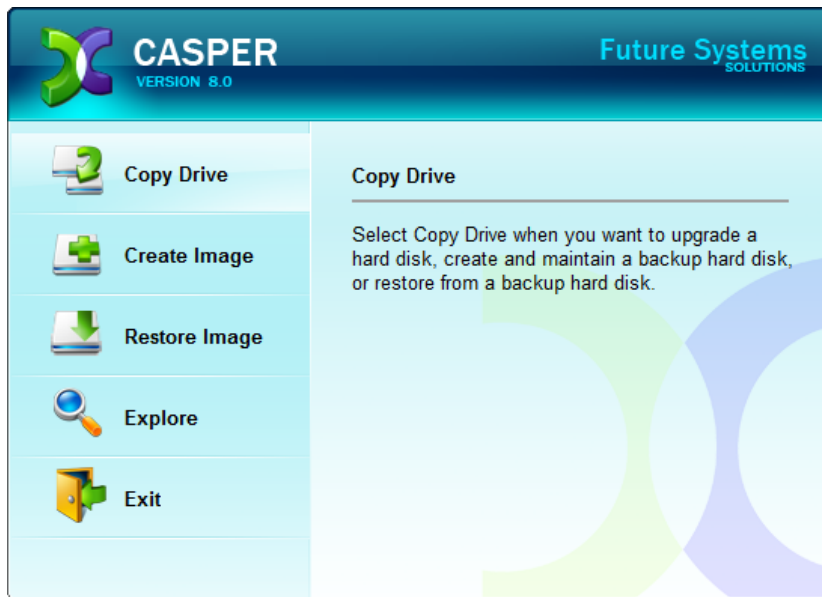 CASPER
VERSION 8.0
Future Systems
SOLUTIONS
Copy Drive
Create Image
Restore Image
Explore
Exit
Copy Drive
Select Copy Drive when you want to upgrade a
hard disk, create and maintain a backup hard disk,
or restore from a backup hard disk.